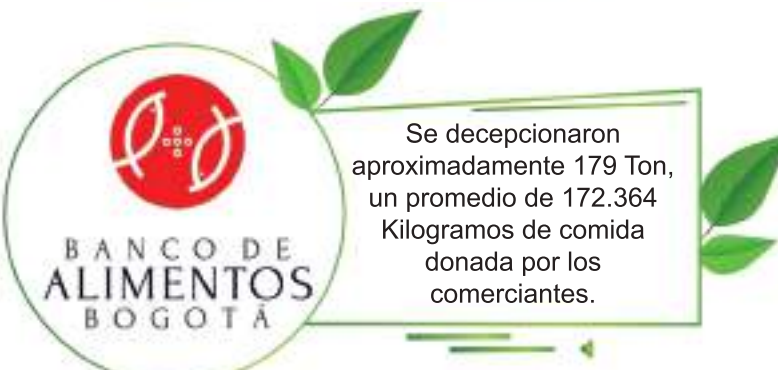 BANCO DE
ALIMENTOS
BOGOTÁ
Se decepcionaron
aproximadamente 179 Ton,
un promedio de 172.364
Kilogramos de comida
donada por los
comerciantes.